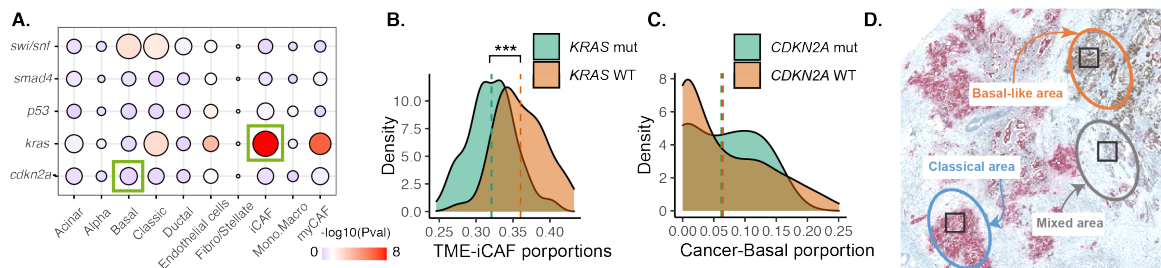 A.
swi/snf
smad4
p53
kras
cdkn2a
Acinar
Alpha
Basal
Classic
Ductal
Endothelial cells
Fibro/Stellate
iCAF
Mono.Macro
myCAF
-log10(Pval)
0 8
B.
KRAS mut
KRAS WT
***
Density
10.0
7.5
5.0
2.5
0.0
0.25 0.30 0.35 0.40
TME-iCAF porportions
C.
CDKN2A mut
CDKN2A WT
Density
8
6
4
2
0
0.00 0.05 0.10 0.15 0.20 0.25
Cancer-Basal porportion
D.
Basal-like area
Classical area
Mixed area